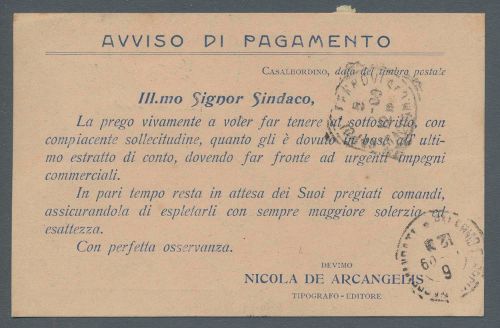 AVVISO DI PAGAMENTO
CASALBORDINO, data del timbro postale
Ill.mo Signor Sindaco,
La prego vivamente a voler far tenere al sottoscritto, con
compiacente sollecitudine, quanto gli è dovuto in base all'ulti-
mo estratto di conto, dovendo far fronte ad urgenti impegni
commerciali.
In pari tempo resta in attesa dei Suoi pregiati comandi,
assicurandola di espletarli con sempre maggiore solerzia ed
esattezza.
Con perfetta osservanza.
DEVIMO
NICOLA DE ARCANGELIS
TIPOGRAFO-EDITORE